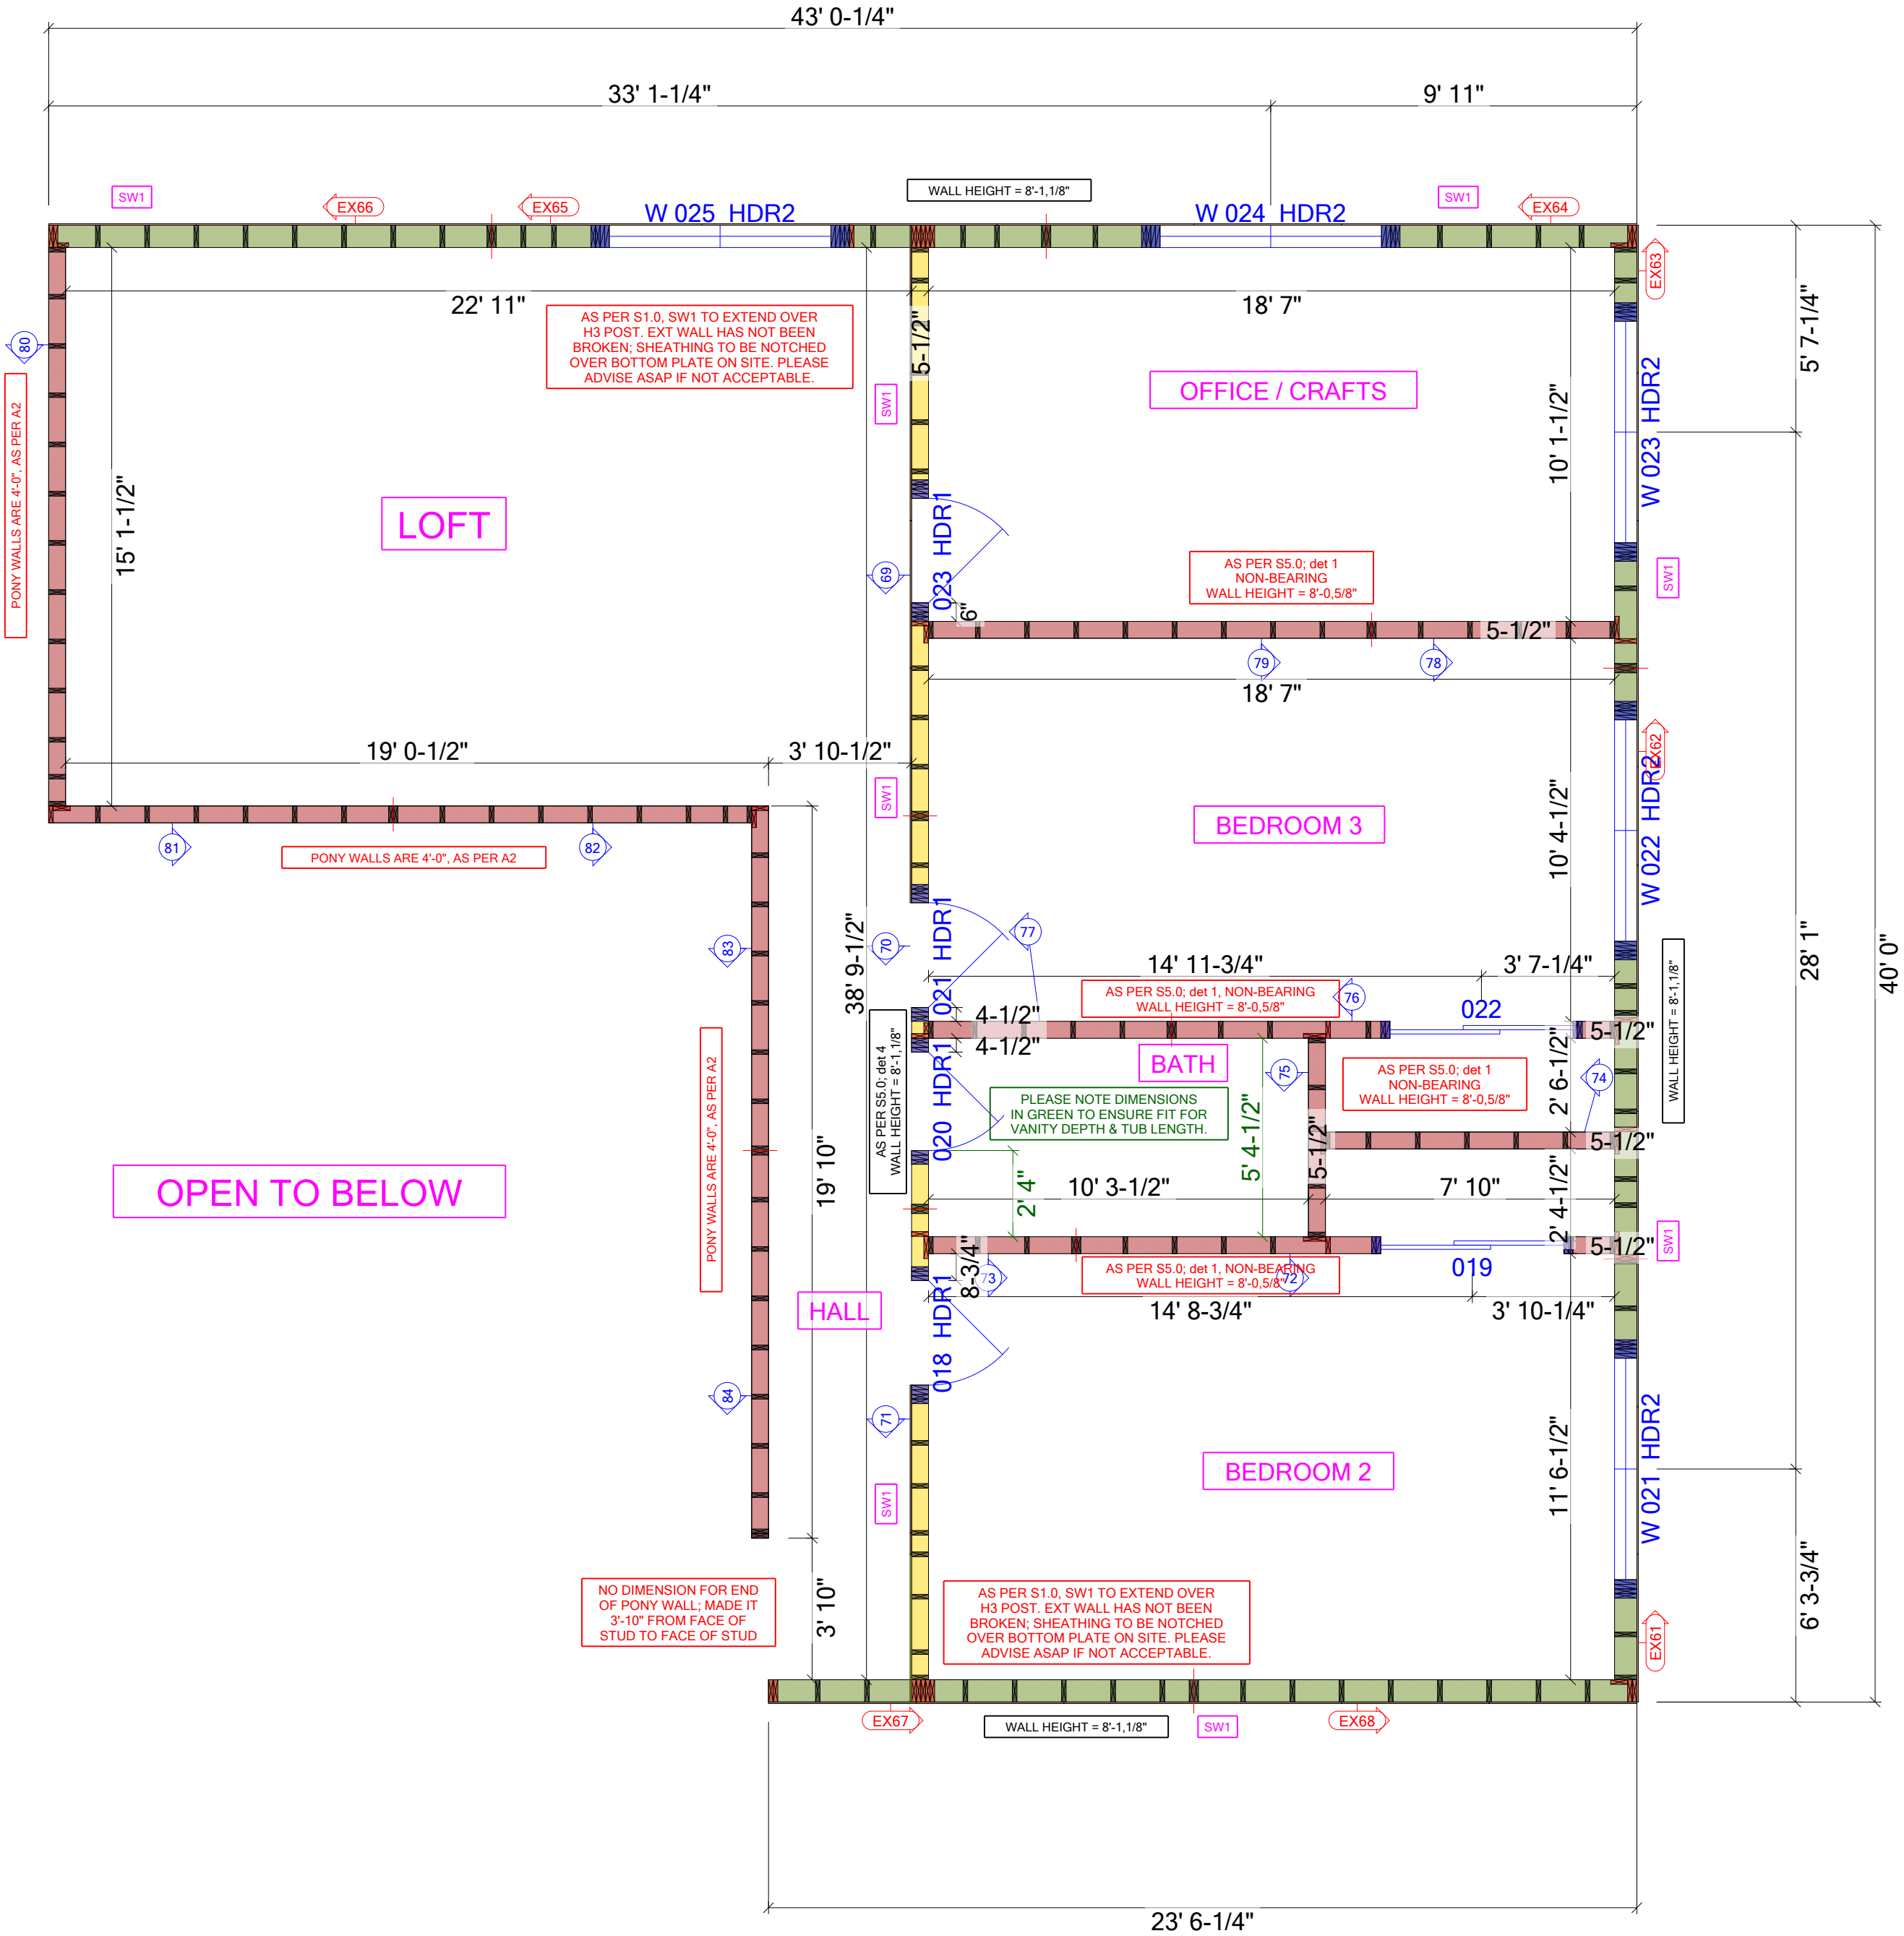 43' 0-1/4"
33' 1-1/4"
9' 11"
SW1
EX66
EX65
W 025 HDR2
WALL HEIGHT = 8'-1,1/8"
W 024 HDR2
SW1
EX64
EX63
22' 11"
18' 7"
5-1/2"
5' 7-1/4"
AS PER S1.0, SW1 TO EXTEND OVER
H3 POST. EXT WALL HAS NOT BEEN
BROKEN; SHEATHING TO BE NOTCHED
OVER BOTTOM PLATE ON SITE. PLEASE
ADVISE ASAP IF NOT ACCEPTABLE.
80
PONY WALLS ARE 4'-0", AS PER A2
SW1
OFFICE / CRAFTS
10' 1-1/2"
W 023 HDR2
15' 1-1/2"
LOFT
023 HDR1
69
6"
AS PER S5.0; det 1
NON-BEARING
WALL HEIGHT = 8'-0,5/8"
SW1
5-1/2"
79
78
18' 7"
EX62
19' 0-1/2"
3' 10-1/2"
SW1
BEDROOM 3
10' 4-1/2"
W 022 HDR2
81
82
PONY WALLS ARE 4'-0", AS PER A2
83
38' 9-1/2"
70
021 HDR1
77
14' 11-3/4"
3' 7-1/4"
28' 1"
40' 0"
AS PER S5.0; det 1, NON-BEARING
WALL HEIGHT = 8'-0,5/8"
76
022
WALL HEIGHT = 8'-1,1/8"
4-1/2"
5-1/2"
4-1/2"
BATH
AS PER S5.0; det 4
WALL HEIGHT = 8'-1,1/8"
020 HDR1
75
AS PER S5.0; det 1
NON-BEARING
WALL HEIGHT = 8'-0,5/8"
2' 6-1/2"
74
PLEASE NOTE DIMENSIONS
IN GREEN TO ENSURE FIT FOR
VANITY DEPTH & TUB LENGTH.
5' 4-1/2"
5-1/2"
5-1/2"
PONY WALLS ARE 4'-0", AS PER A2
OPEN TO BELOW
19' 10"
2' 4"
10' 3-1/2"
7' 10"
2' 4-1/2"
5-1/2"
SW1
8-3/4"
73
AS PER S5.0; det 1, NON-BEARING
WALL HEIGHT = 8'-0,5/8"
72
019
HALL
018 HDR1
14' 8-3/4"
3' 10-1/4"
84
71
BEDROOM 2
11' 6-1/2"
W 021 HDR2
SW1
NO DIMENSION FOR END
OF PONY WALL; MADE IT
3'-10" FROM FACE OF
STUD TO FACE OF STUD
3' 10"
AS PER S1.0, SW1 TO EXTEND OVER
H3 POST. EXT WALL HAS NOT BEEN
BROKEN; SHEATHING TO BE NOTCHED
OVER BOTTOM PLATE ON SITE. PLEASE
ADVISE ASAP IF NOT ACCEPTABLE.
EX61
6' 3-3/4"
EX67
WALL HEIGHT = 8'-1,1/8"
SW1
EX68
23' 6-1/4"